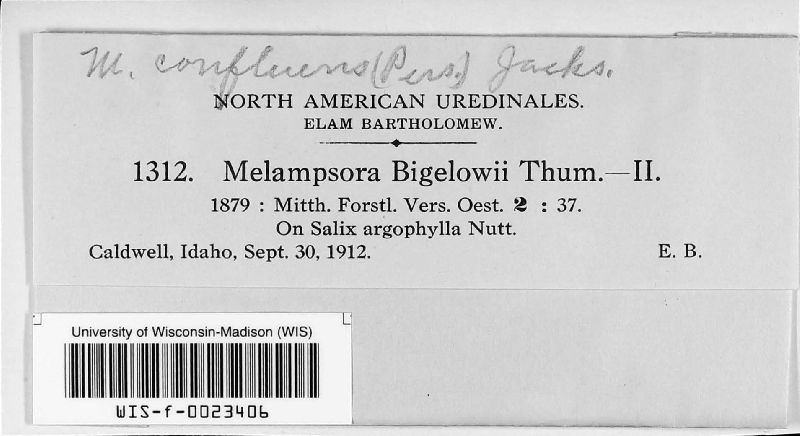 M. confluens (Pers.) Jacks.
NORTH AMERICAN UREDINALES.
ELAM BARTHOLOMEW.
1312. Melampsora Bigelowii Thum.—II.
1879 : Mitth. Forstl. Vers. Oest. 2 : 37.
On Salix argophylla Nutt.
Caldwell, Idaho, Sept. 30, 1912. E. B.
University of Wisconsin-Madison (WIS)
WIS-f-0023406